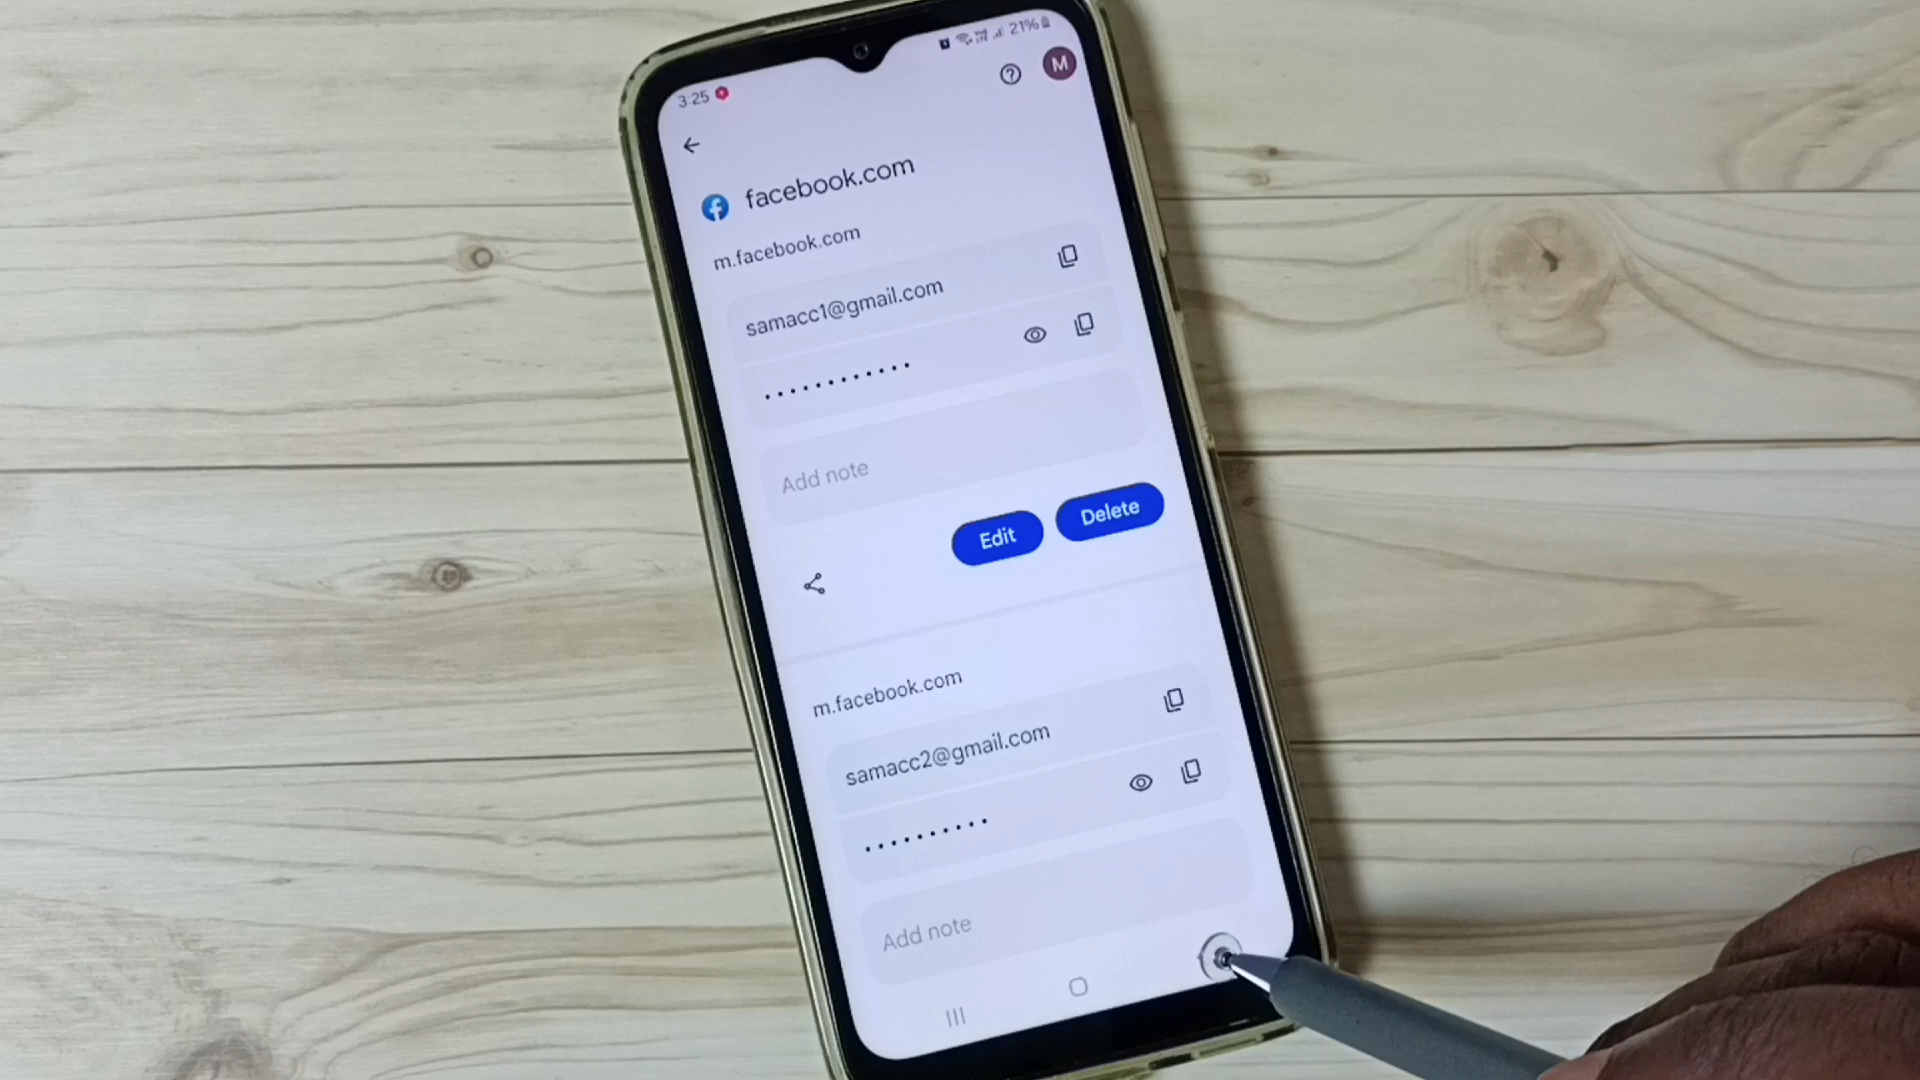 3:25
21%
M
facebook.com
m.facebook.com
samacc1@gmail.com
............
Add note
Edit
Delete
m.facebook.com
samacc2@gmail.com
..........
Add note